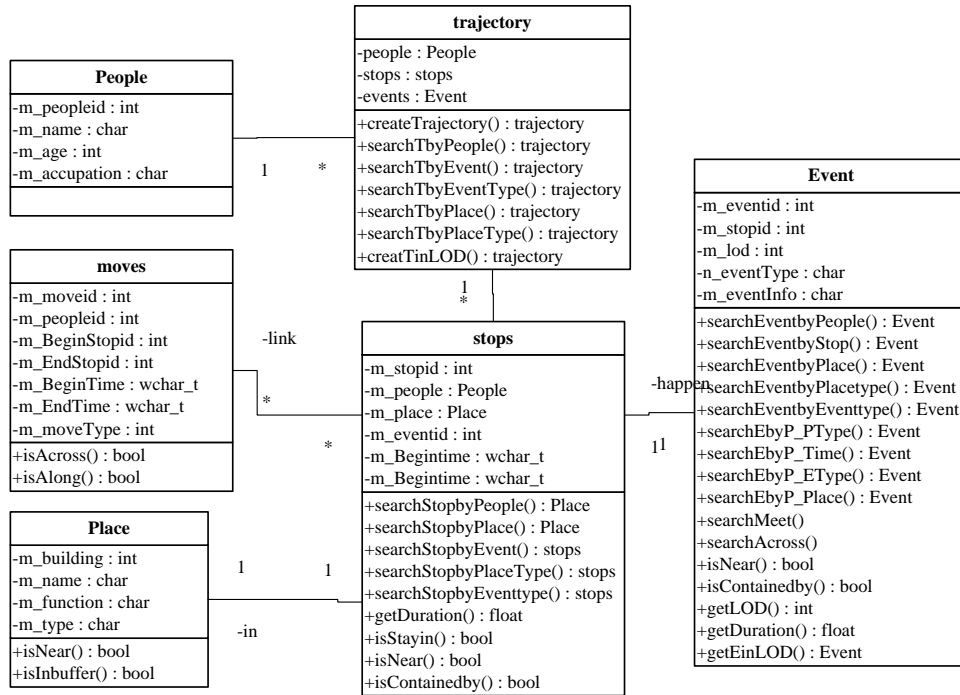 trajectory
-people : People
-stops : stops
-events : Event
+createTrajectory() : trajectory
+searchTbyPeople() : trajectory
+searchTbyEvent() : trajectory
+searchTbyEventType() : trajectory
+searchTbyPlace() : trajectory
+searchTbyPlaceType() : trajectory
+creatTinLOD() : trajectory
People
-m_peopleid : int
-m_name : char
-m_age : int
-m_accupation : char
1
*
moves
-m_moveid : int
-m_peopleid : int
-m_BeginStopid : int
-m_EndStopid : int
-m_BeginTime : wchar_t
-m_EndTime : wchar_t
-m_moveType : int
+isAcross() : bool
+isAlong() : bool
-link
*
*
1
*
stops
-m_stopid : int
-m_people : People
-m_place : Place
-m_eventid : int
-m_Begintime : wchar_t
-m_Begintime : wchar_t
+searchStopbyPeople() : Place
+searchStopbyPlace() : Place
+searchStopbyEvent() : stops
+searchStopbyPlaceType() : stops
+searchStopbyEventtype() : stops
+getDuration() : float
+isStayin() : bool
+isNear() : bool
+isContainedby() : bool
Place
-m_building : int
-m_name : char
-m_function : char
-m_type : char
+isNear() : bool
+isInbuffer() : bool
1
1
-in
-happen
1
1
Event
-m_eventid : int
-m_stopid : int
-m_lod : int
-n_eventType : char
-m_eventInfo : char
+searchEventbyPeople() : Event
+searchEventbyStop() : Event
+searchEventbyPlace() : Event
+searchEventbyPlacetype() : Event
+searchEventbyEventtype() : Event
+searchEbyP_PType() : Event
+searchEbyP_Time() : Event
+searchEbyP_EType() : Event
+searchEbyP_Place() : Event
+searchMeet()
+searchAcross()
+isNear() : bool
+isContainedby() : bool
+getLOD() : int
+getDuration() : float
+getEinLOD() : Event